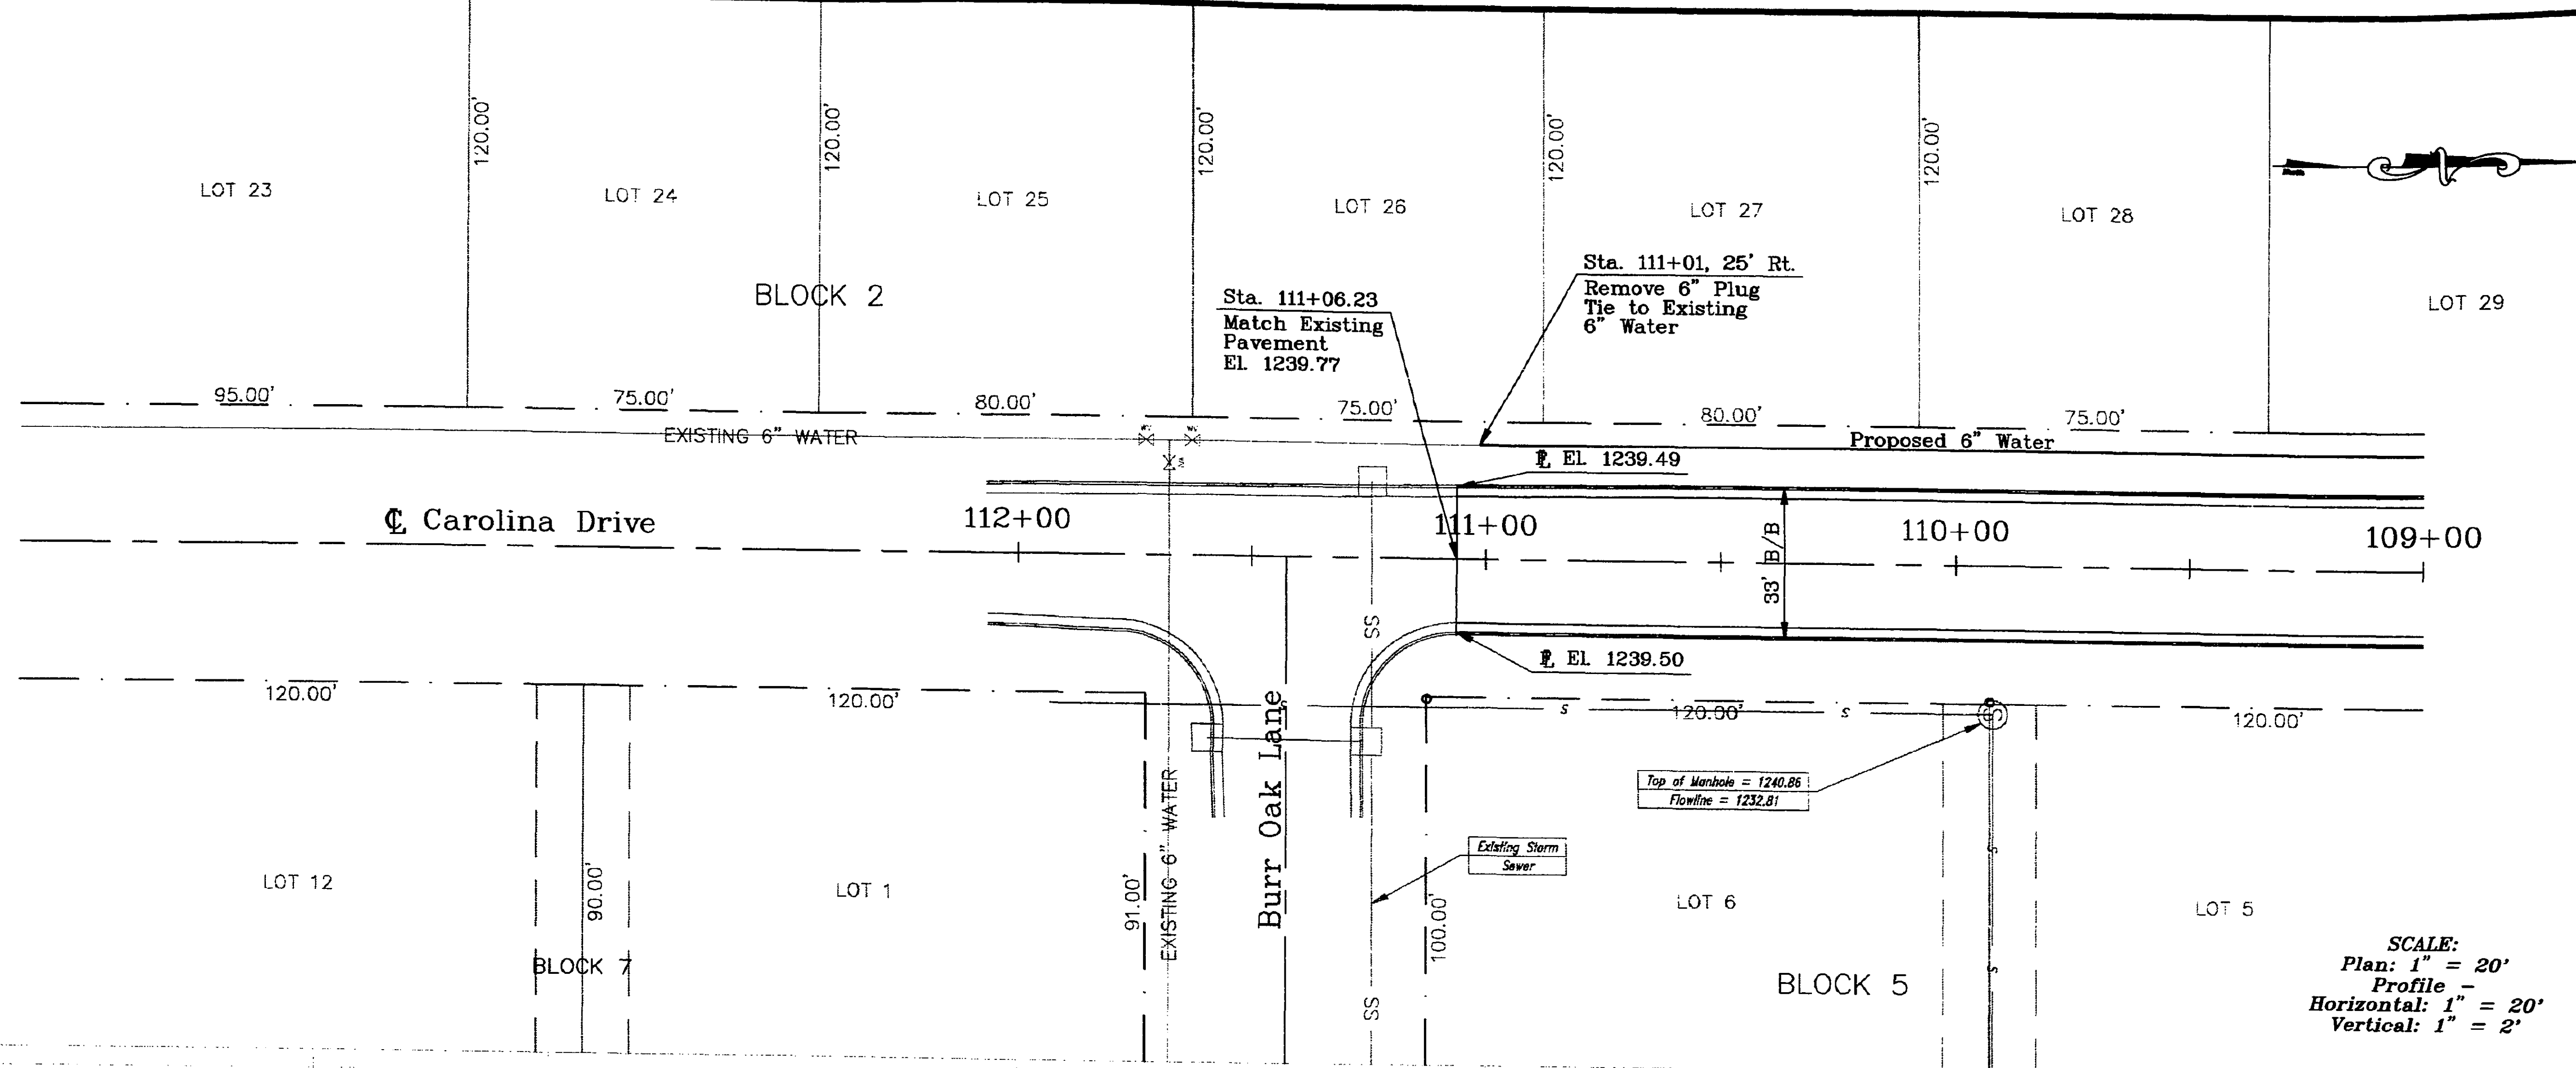 120.00'
120.00'
120.00'
120.00'
120.00'
LOT 23
LOT 24
LOT 25
LOT 26
LOT 27
LOT 28
LOT 29
North
BLOCK 2
Sta. 111+06.23
Match Existing
Pavement
El. 1239.77
Sta. 111+01, 25' Rt.
Remove 6" Plug
Tie to Existing
6" Water
95.00'
75.00'
80.00'
75.00'
80.00'
75.00'
EXISTING 6" WATER
Proposed 6" Water
℄ Carolina Drive
112+00
111+00
110+00
109+00
El. 1239.49
33' B/B
El. 1239.50
SS
120.00'
120.00'
S
120.00'
S
S
120.00'
Top of Manhole = 1240.86
Flowline = 1232.81
Existing Storm
Sewer
LOT 12
90.00'
BLOCK 7
LOT 1
91.00'
EXISTING 6" WATER
Burr Oak Lane
SS
100.00'
LOT 6
BLOCK 5
S
S
LOT 5
SCALE:
Plan: 1" = 20'
Profile -
Horizontal: 1" = 20'
Vertical: 1" = 2'